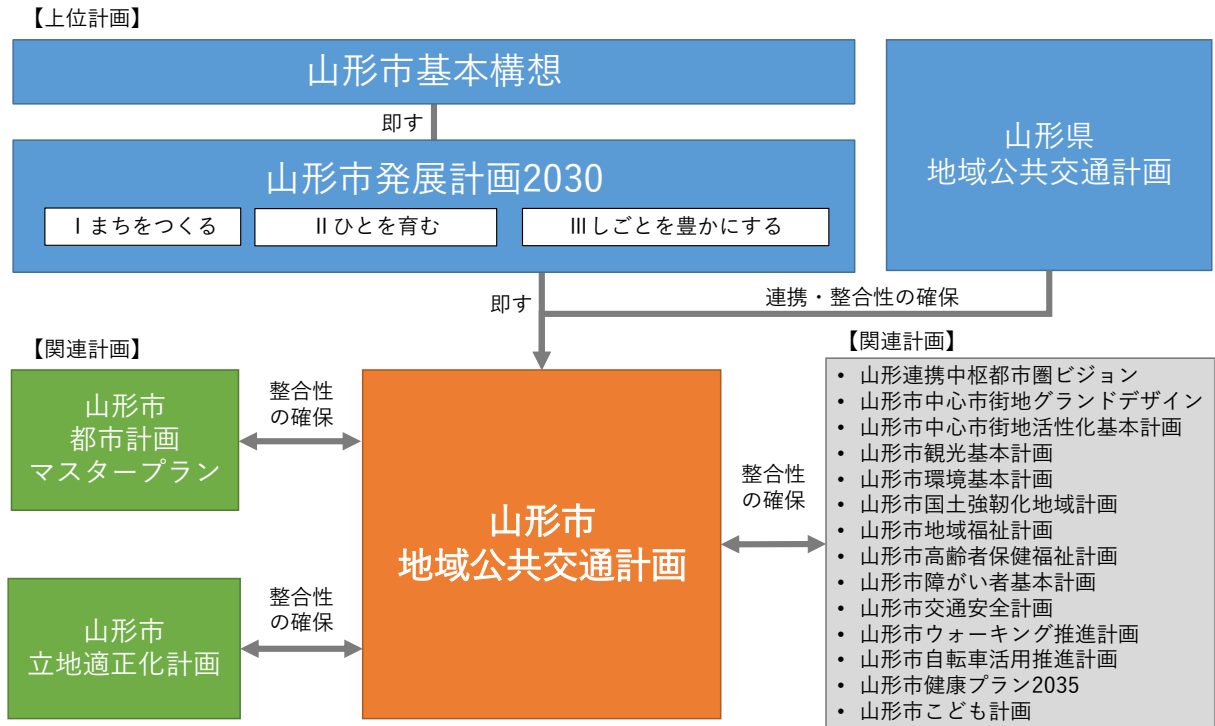 【上位計画】
山形市基本構想
即す
山形市発展計画2030
Ⅰまちをつくる
Ⅱひとを育む
Ⅲしごとを豊かにする
山形県
地域公共交通計画
即す
連携・整合性の確保
【関連計画】
山形市
都市計画
マスタープラン
整合性
の確保
山形市
立地適正化計画
整合性
の確保
山形市
地域公共交通計画
整合性
の確保
【関連計画】
• 山形連携中枢都市圏ビジョン
• 山形市中心市街地グランドデザイン
• 山形市中心市街地活性化基本計画
• 山形市観光基本計画
• 山形市環境基本計画
• 山形市国土強靭化地域計画
• 山形市地域福祉計画
• 山形市高齢者保健福祉計画
• 山形市障がい者基本計画
• 山形市交通安全計画
• 山形市ウォーキング推進計画
• 山形市自転車活用推進計画
• 山形市健康プラン2035
• 山形市こども計画